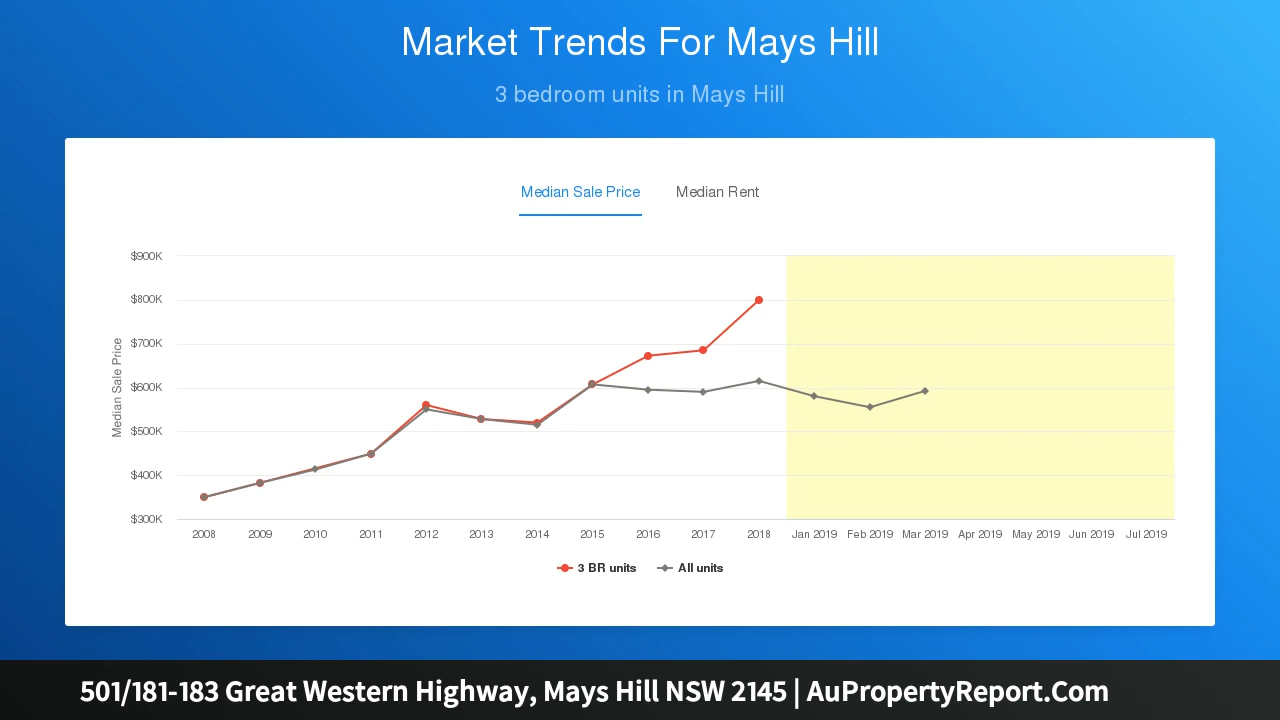 Market Trends For Mays Hill
3 bedroom units in Mays Hill
Median Sale Price Median Rent
Median Sale Price
$900K
$800K
$700K
$600K
$500K
$400K
$300K
2008 2009 2010 2011 2012 2013 2014 2015 2016 2017 2018 Jan 2019 Feb 2019 Mar 2019 Apr 2019 May 2019 Jun 2019 Jul 2019
3 BR units All units
501/181-183 Great Western Highway, Mays Hill NSW 2145 | AuPropertyReport.Com